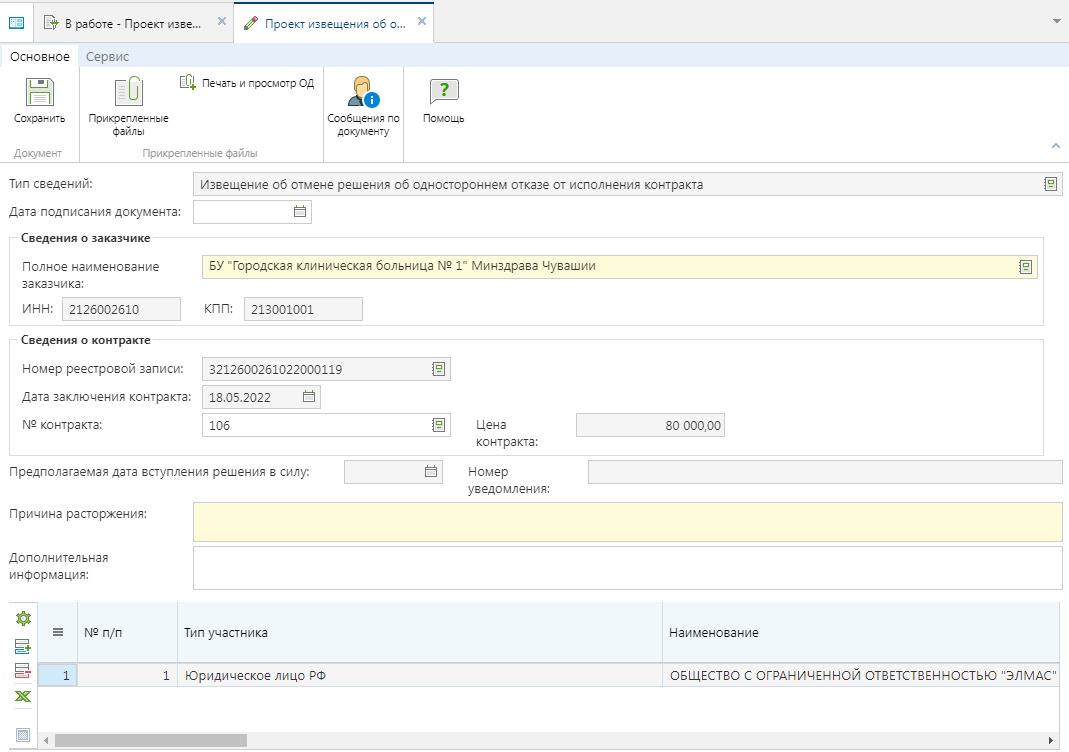 В работе - Проект изве...
Проект извещения об о...
Основное Сервис
Сохранить
Прикрепленные файлы
Печать и просмотр ОД
Сообщения по документу
Помощь
Документ
Прикрепленные файлы
Тип сведений: Извещение об отмене решения об одностороннем отказе от исполнения контракта
Дата подписания документа:
Сведения о заказчике
Полное наименование
заказчика:
БУ "Городская клиническая больница № 1" Минздрава Чувашии
ИНН: 2126002610 КПП: 213001001
Сведения о контракте
Номер реестровой записи: 3212600261022000119
Дата заключения контракта: 18.05.2022
№ контракта: 106
Цена
контракта:
80 000,00
Предполагаемая дата вступления решения в силу:
Номер
уведомления:
Причина расторжения:
Дополнительная
информация:
№ п/п Тип участника Наименование
1 1 Юридическое лицо РФ ОБЩЕСТВО С ОГРАНИЧЕННОЙ ОТВЕТСТВЕННОСТЬЮ "ЭЛМАС"